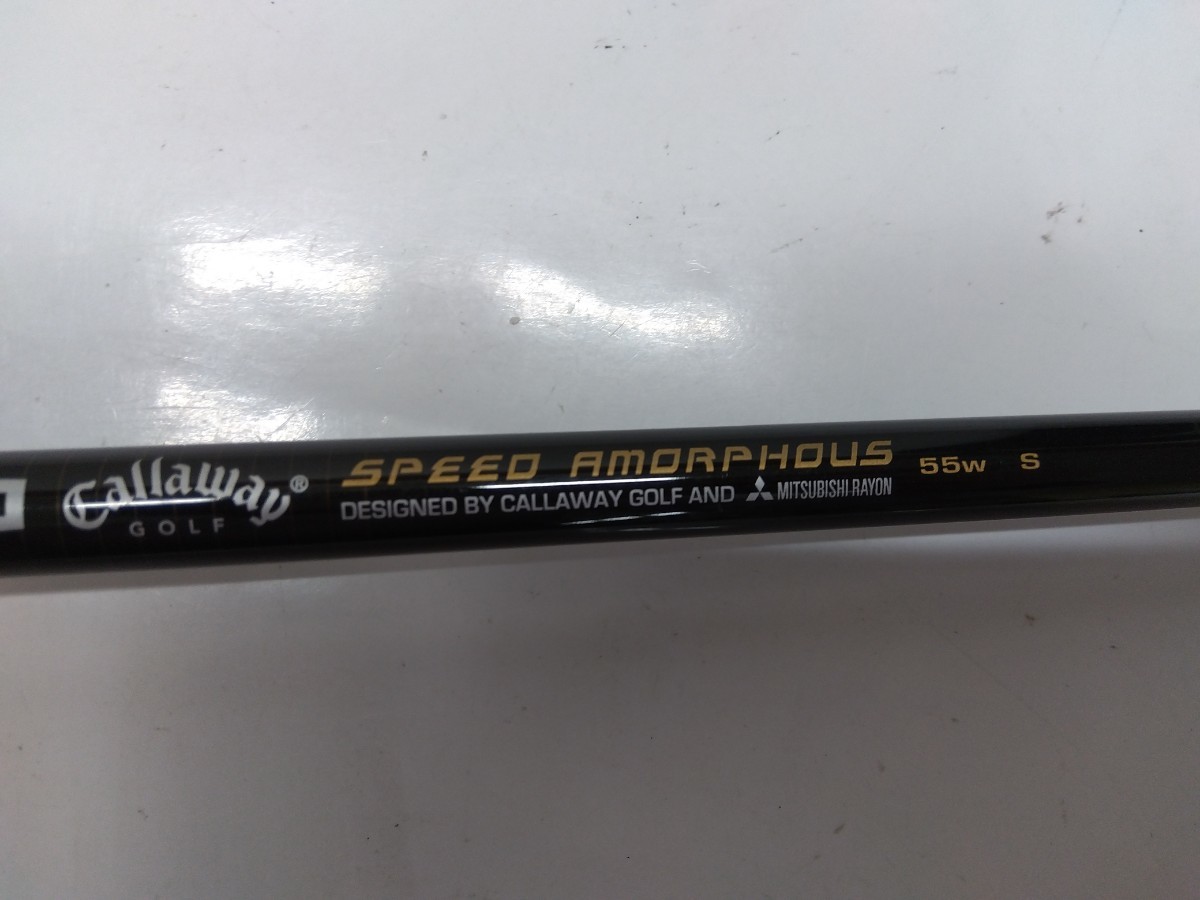 Callaway®
GOLF
SPEED AMORPHOUS 55w S
DESIGNED BY CALLAWAY GOLF AND MITSUBISHI RAYON